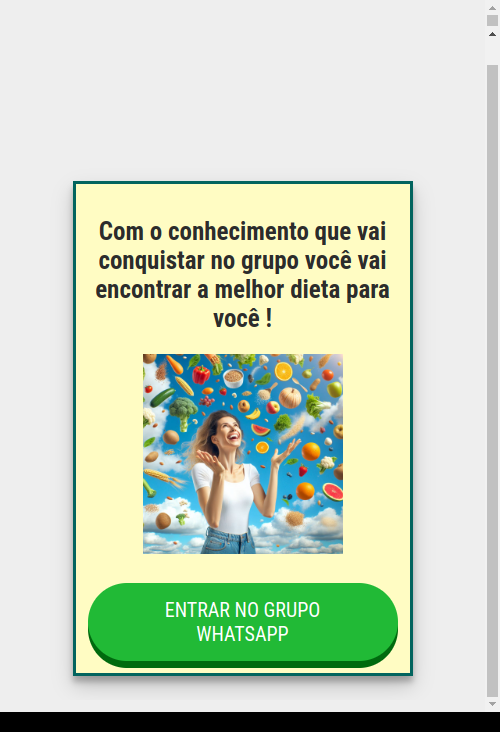 Com o conhecimento que vai
conquistar no grupo você vai
encontrar a melhor dieta para
você !
ENTRAR NO GRUPO
WHATSAPP